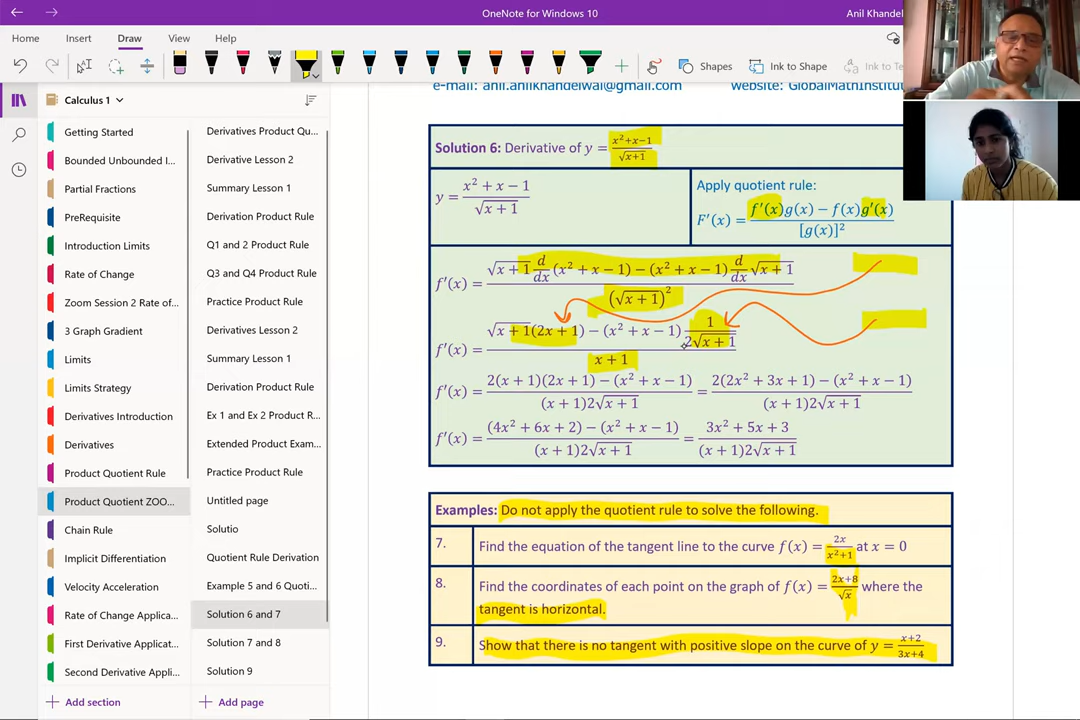 OneNote for Windows 10
Anil Khandel
Home Insert Draw View Help
Shapes Ink to Shape Ink to Te
Calculus 1
Getting Started
Bounded Unbounded I...
Partial Fractions
PreRequisite
Introduction Limits
Rate of Change
Zoom Session 2 Rate of...
3 Graph Gradient
Limits
Limits Strategy
Derivatives Introduction
Derivatives
Product Quotient Rule
Product Quotient ZOO...
Chain Rule
Implicit Differentiation
Velocity Acceleration
Rate of Change Applica...
First Derivative Applicat...
Second Derivative Appli...
Add section
Derivatives Product Qu...
Derivative Lesson 2
Summary Lesson 1
Derivation Product Rule
Q1 and 2 Product Rule
Q3 and Q4 Product Rule
Practice Product Rule
Derivatives Lesson 2
Summary Lesson 1
Derivation Product Rule
Ex 1 and Ex 2 Product R...
Extended Product Exam...
Practice Product Rule
Untitled page
Solutio
Quotient Rule Derivation
Example 5 and 6 Quoti...
Solution 6 and 7
Solution 7 and 8
Solution 9
Add page
e-mail: anil.anilkhandelwal@gmail.com website: GlobalMathInstitut
Solution 6: Derivative of y = (x²+x−1)/√(x+1)
y = (x² + x − 1)/√(x + 1)
Apply quotient rule:
F′(x) = (f′(x)g(x) − f(x)g′(x))/[g(x)]²
f′(x) = (√(x + 1) d/dx (x² + x − 1) − (x² + x − 1) d/dx √(x + 1))/(√(x + 1))²
f′(x) = (√(x + 1)(2x + 1) − (x² + x − 1) 1/(2√(x + 1)))/(x + 1)
f′(x) = (2(x + 1)(2x + 1) − (x² + x − 1))/((x + 1)2√(x + 1)) = (2(2x² + 3x + 1) − (x² + x − 1))/((x + 1)2√(x + 1))
f′(x) = ((4x² + 6x + 2) − (x² + x − 1))/((x + 1)2√(x + 1)) = (3x² + 5x + 3)/((x + 1)2√(x + 1))
Examples: Do not apply the quotient rule to solve the following.
7. Find the equation of the tangent line to the curve f(x) = 2x/(x²+1) at x = 0
8. Find the coordinates of each point on the graph of f(x) = (2x+8)/√x where the
tangent is horizontal.
9. Show that there is no tangent with positive slope on the curve of y = (x+2)/(3x+4)